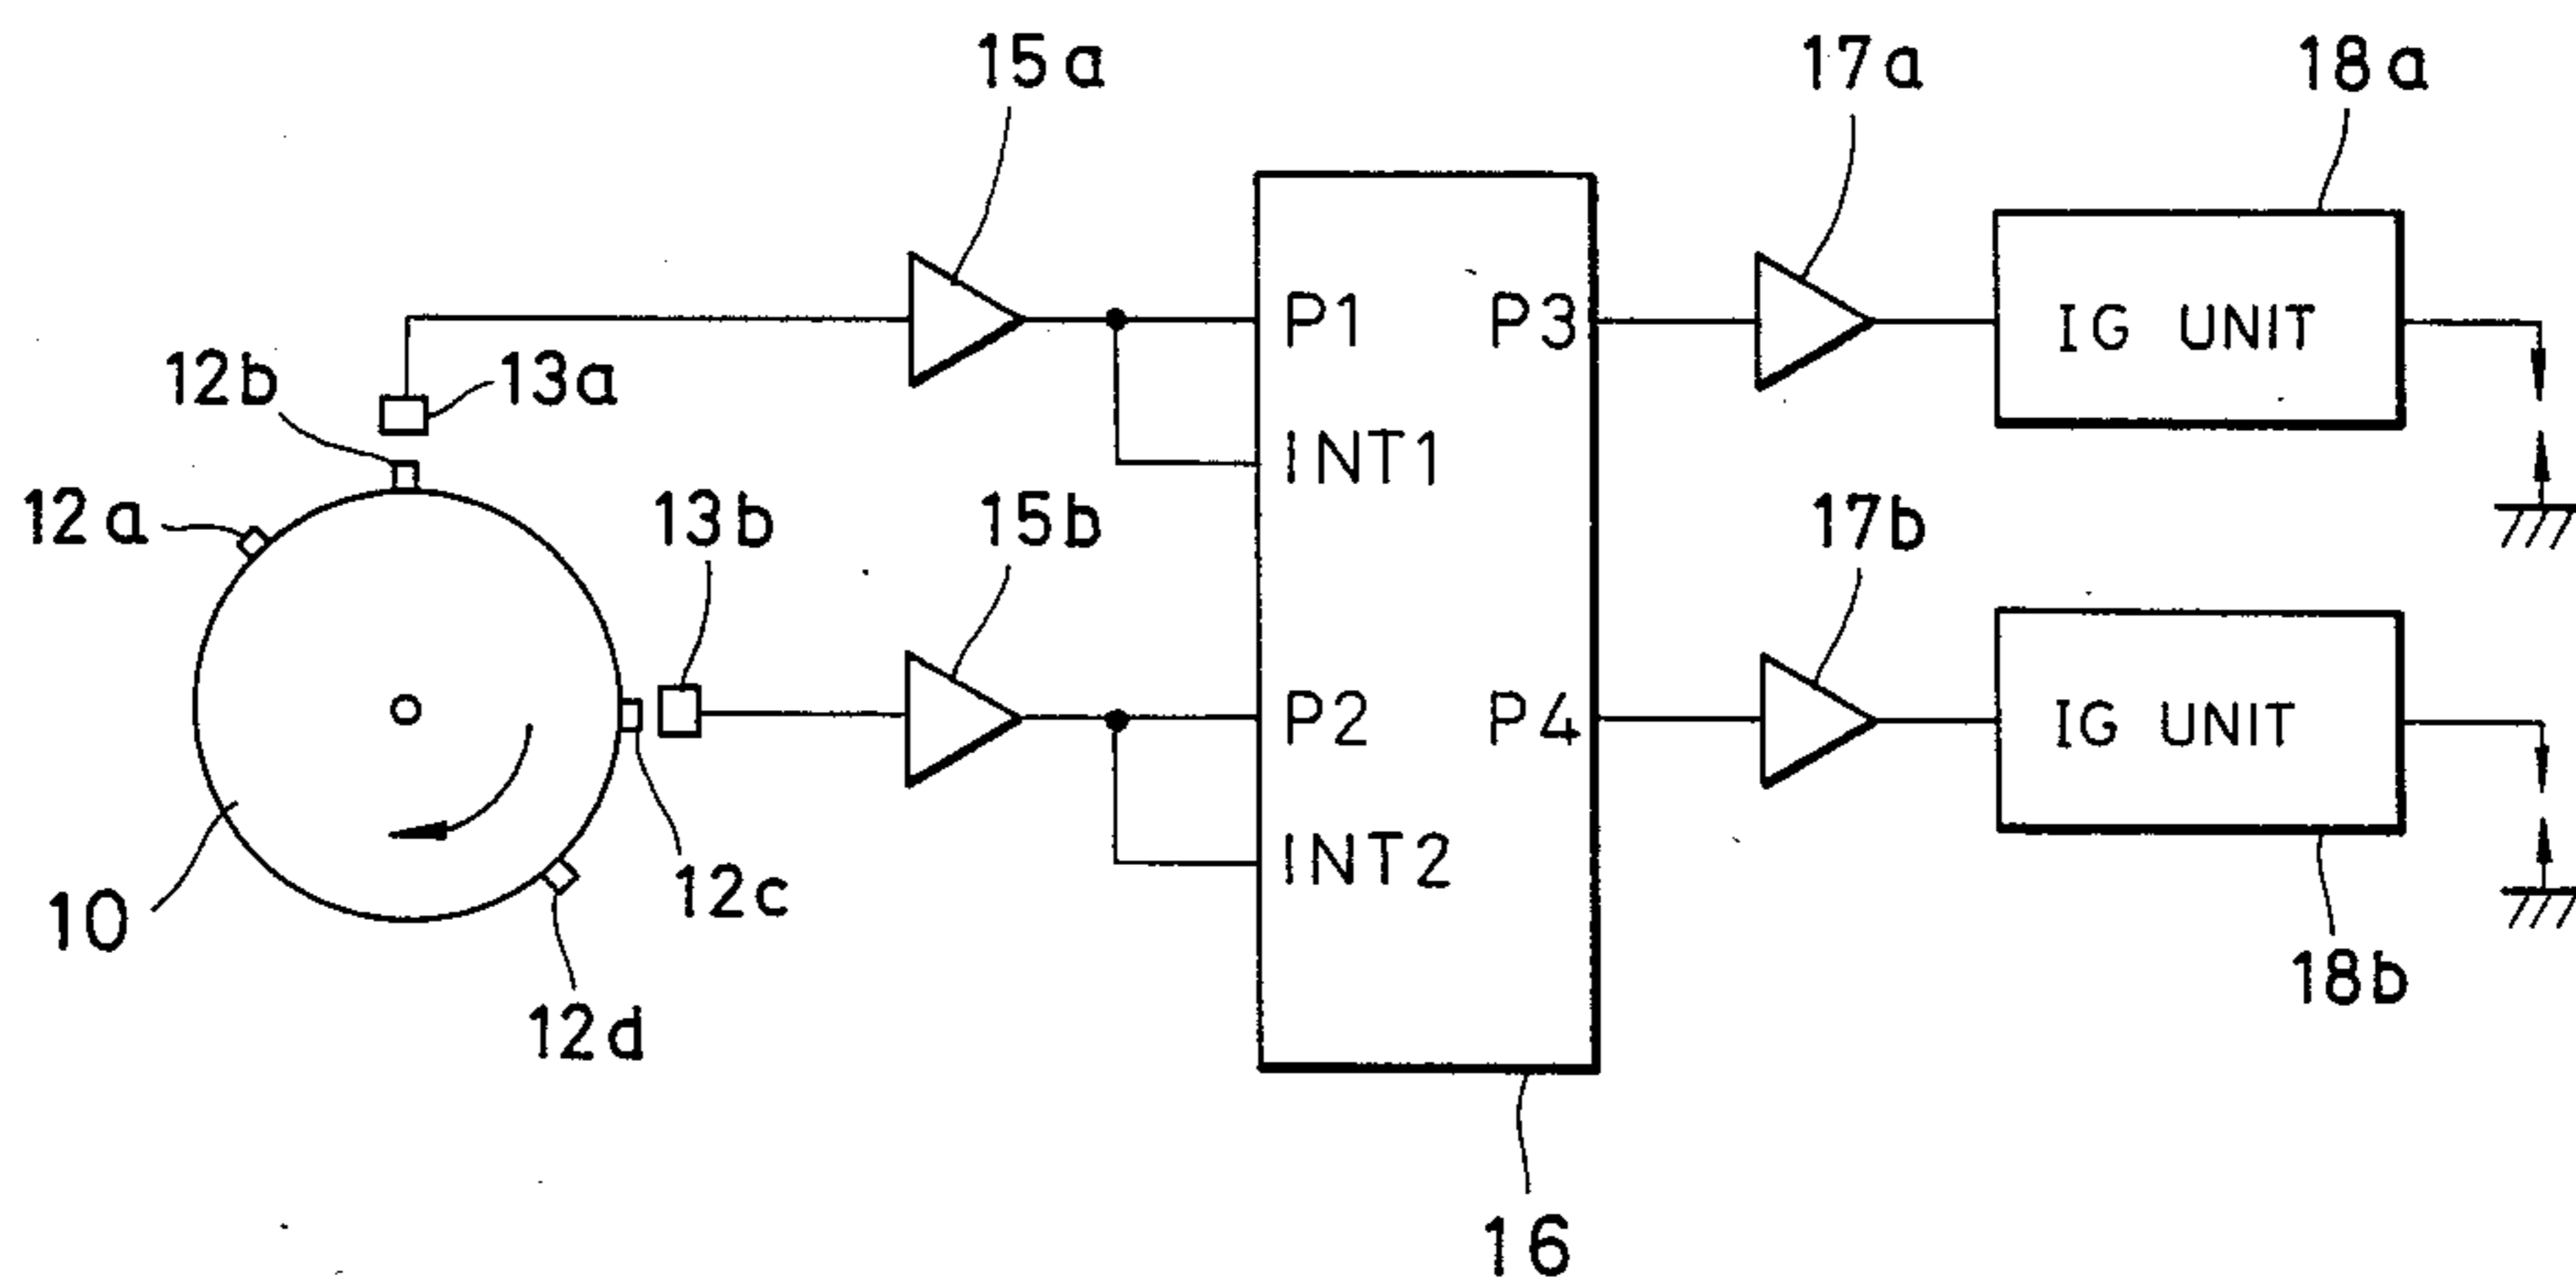 15a
17a
18a
12b
13a
P1
P3
IG UNIT
INT1
12a
13b
15b
17b
P2
P4
IG UNIT
INT2
10
12c
12d
18b
16